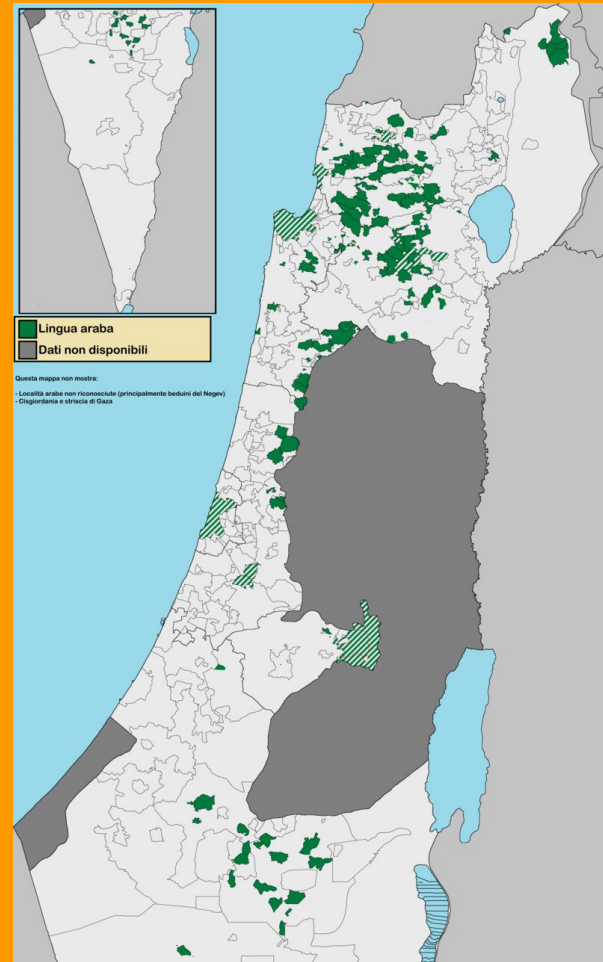 Lingua araba
Dati non disponibili
Questa mappa non mostra:
- Località arabe non riconosciute (principalmente beduini del Negev)
- Cisgiordania e striscia di Gaza